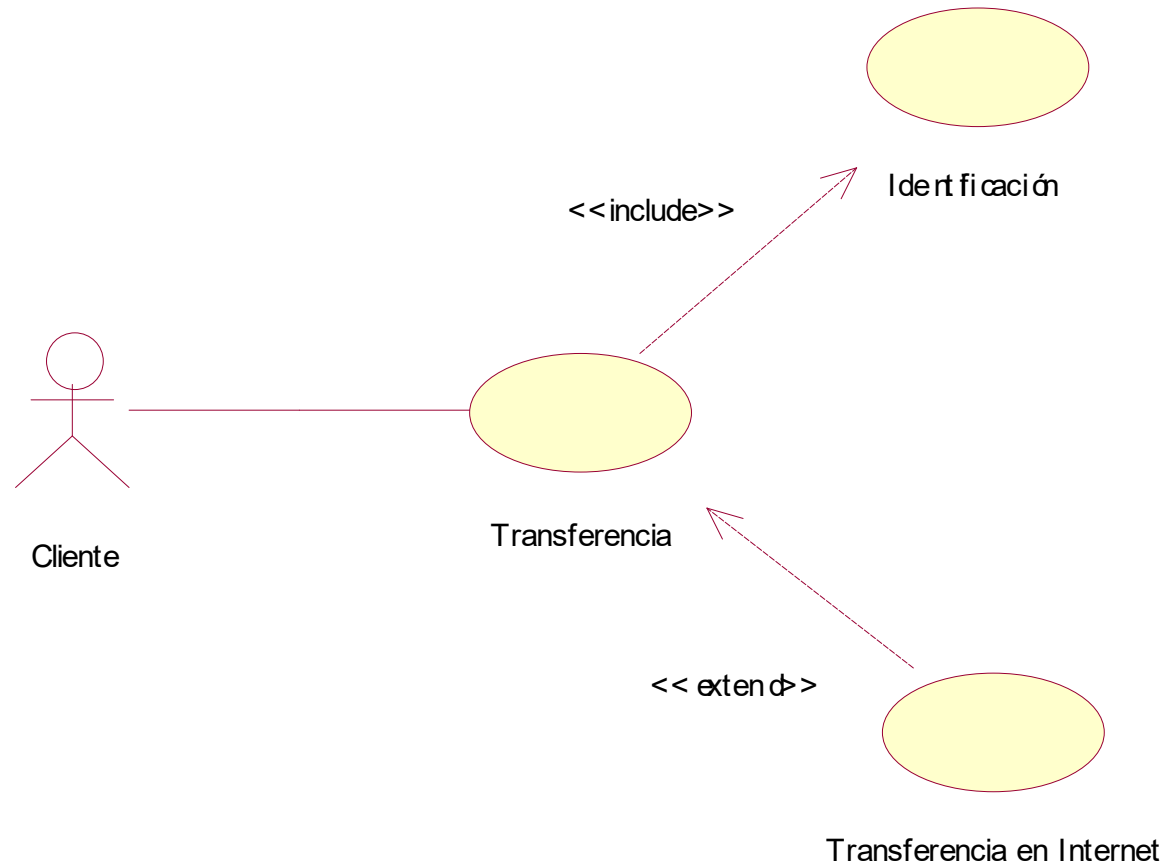 Identificación
<<include>>
Transferencia
Cliente
<<extend>>
Transferencia en Internet